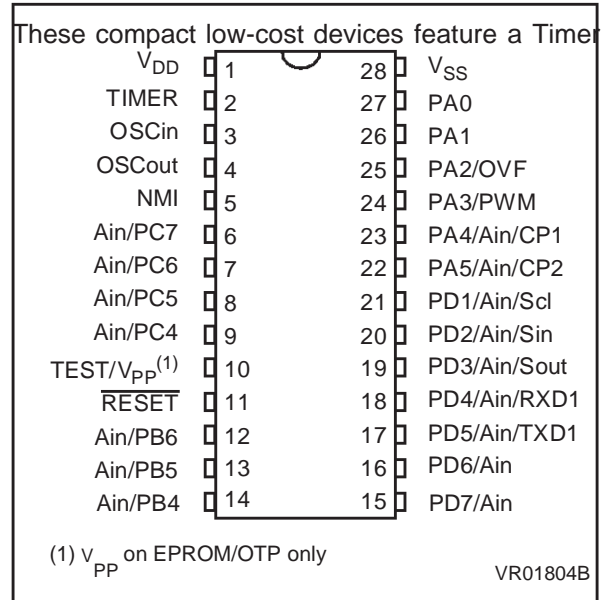 These compact low-cost devices feature a Timer
VDD 1 28 VSS
TIMER 2 27 PA0
OSCin 3 26 PA1
OSCout 4 25 PA2/OVF
NMI 5 24 PA3/PWM
Ain/PC7 6 23 PA4/Ain/CP1
Ain/PC6 7 22 PA5/Ain/CP2
Ain/PC5 8 21 PD1/Ain/Scl
Ain/PC4 9 20 PD2/Ain/Sin
TEST/VPP(1) 10 19 PD3/Ain/Sout
RESET 11 18 PD4/Ain/RXD1
Ain/PB6 12 17 PD5/Ain/TXD1
Ain/PB5 13 16 PD6/Ain
Ain/PB4 14 15 PD7/Ain
(1) VPP on EPROM/OTP only
VR01804B